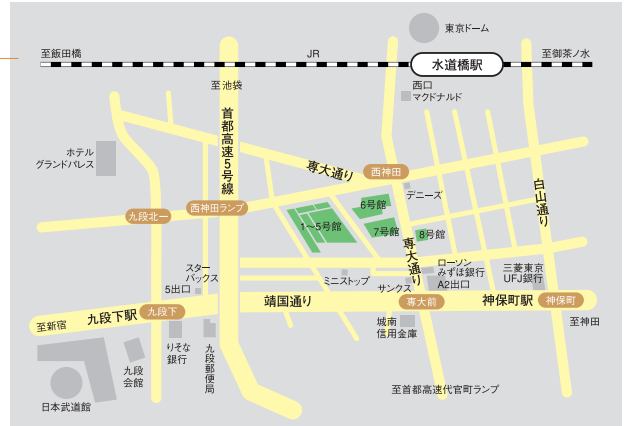 東京ドーム
至飯田橋
JR
水道橋駅
至御茶ノ水
至池袋
西口
マクドナルド
首都高速5号線
ホテル
グランドパレス
専大通り
西神田
白山通り
デニーズ
西神田ランプ
九段北一
6号館
1〜5号館
7号館
8号館
専大通り
スター
バックス
5出口
ミニストップ
サンクス
ローソン
みずほ銀行
A2出口
三菱東京
UFJ銀行
靖国通り
専大前
神保町駅
神保町
九段下駅
九段下
至新宿
至神田
りそな
銀行
九段郵便局
城南
信用金庫
九段
会館
日本武道館
至首都高速代官町ランプ